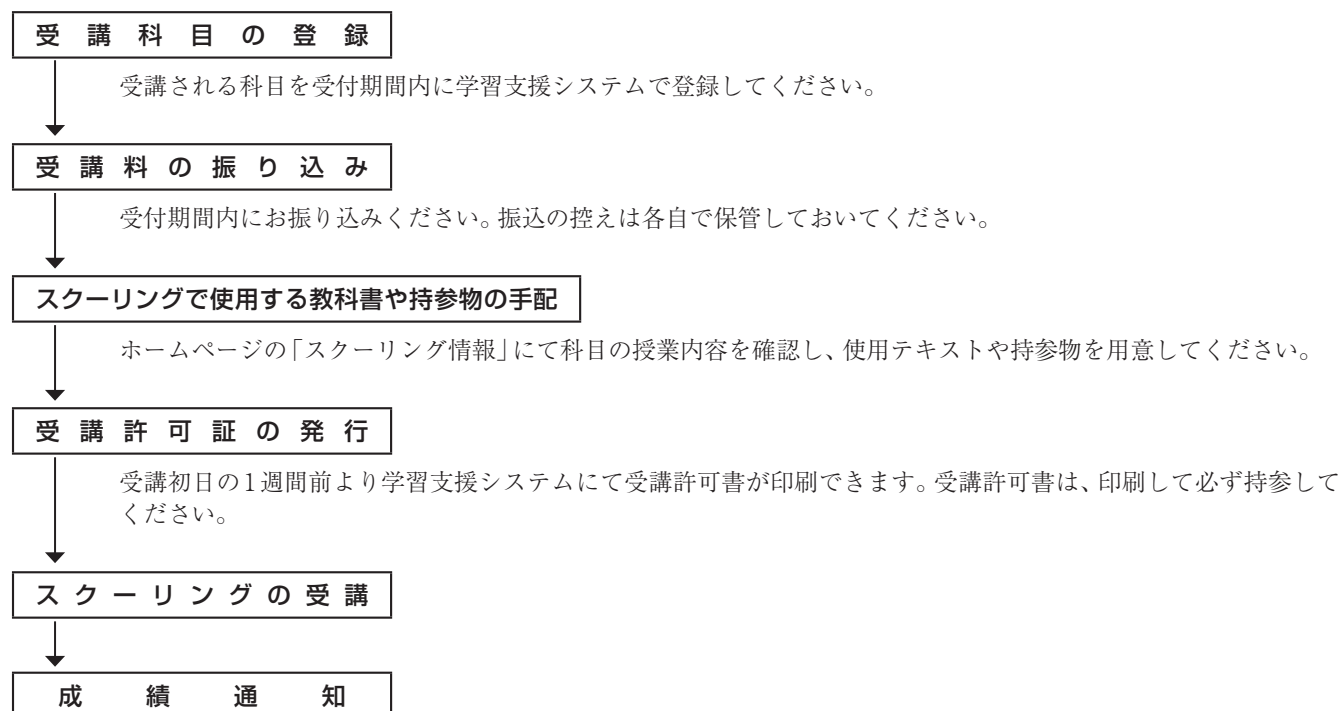 受講科目の登録
受講される科目を受付期間内に学習支援システムで登録してください。
受講料の振り込み
受付期間内にお振り込みください。振込の控えは各自で保管しておいてください。
スクーリングで使用する教科書や持参物の手配
ホームページの「スクーリング情報」にて科目の授業内容を確認し、使用テキストや持参物を用意してください。
受講許可証の発行
受講初日の1週間前より学習支援システムにて受講許可書が印刷できます。受講許可書は、印刷して必ず持参して
ください。
スクーリングの受講
成績通知